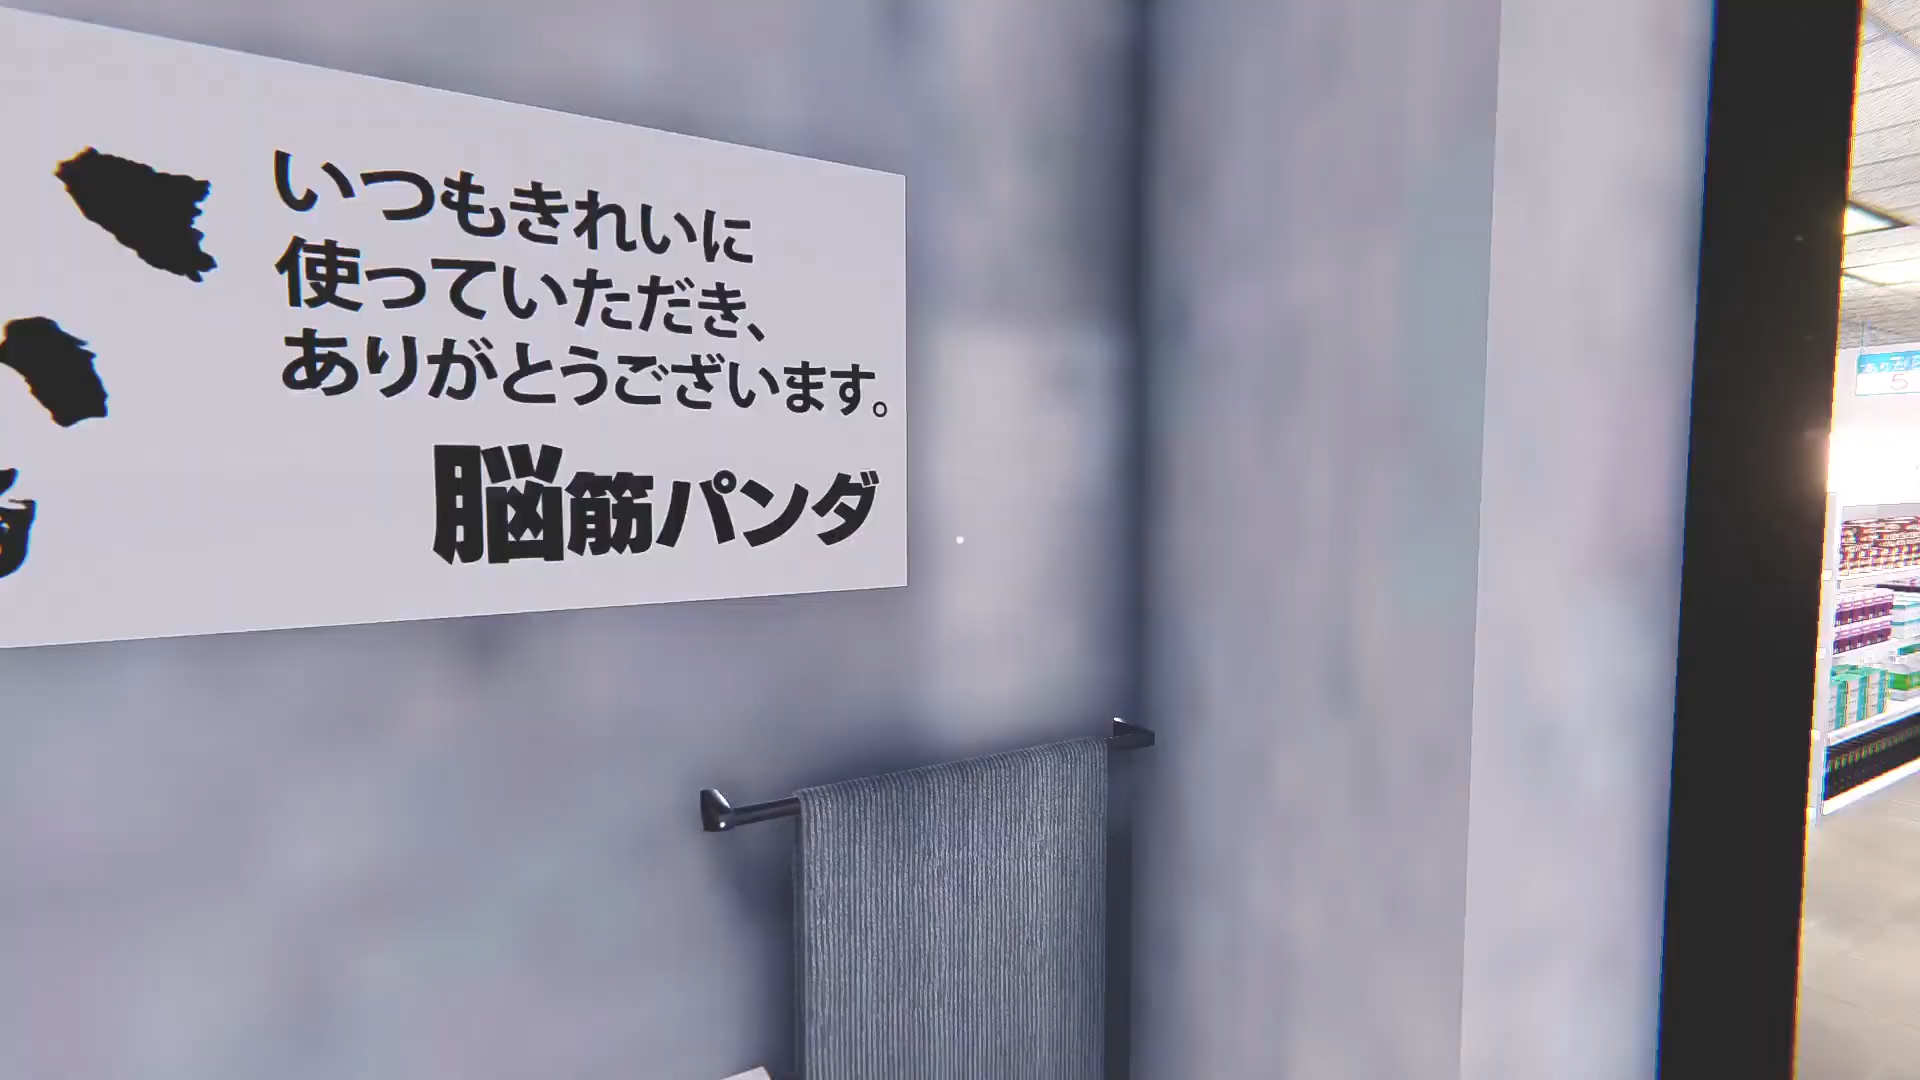 いつもきれいに
使っていただき、
ありがとうございます。
脳筋パンダ
5